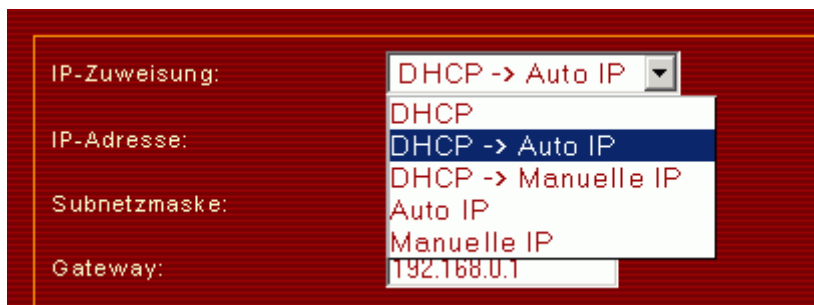 IP-Zuweisung:
DHCP -> Auto IP
DHCP
DHCP -> Auto IP
DHCP -> Manuelle IP
Auto IP
Manuelle IP
IP-Adresse:
Subnetzmaske:
Gateway:
192.168.0.1